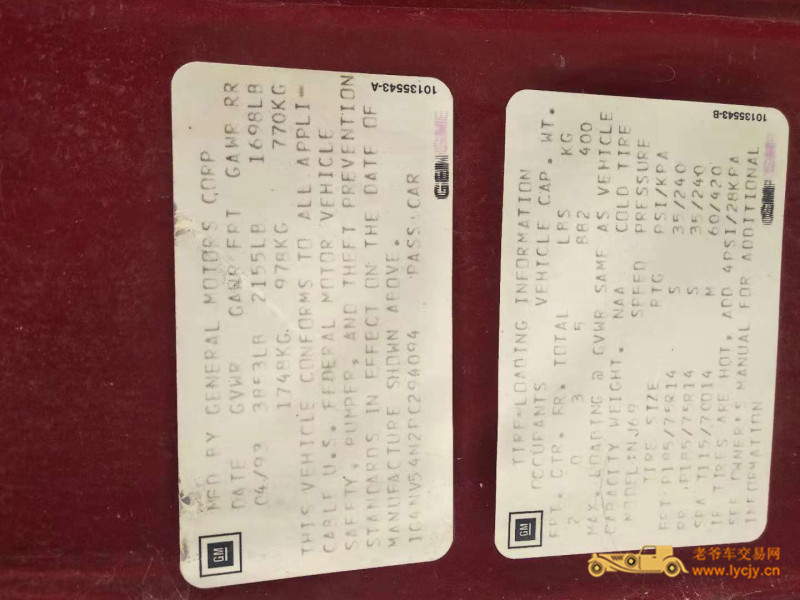 GM
MFD BY GENERAL MOTORS CORP
DATE GVWR GAWR FRT GAWR RR
04/93 3853LB 2155LB 1698LB
1748KG. 978KG 770KG
THIS VEHICLE CONFORMS TO ALL APPLI-
CABLE U.S. FEDERAL MOTOR VEHICLE
SAFETY, BUMPER, AND THEFT PREVENTION
STANDARDS IN EFFECT ON THE DATE OF
MANUFACTURE SHOWN ABOVE.
PASS.CAR
10135543-A
GM
TIRE-LOADING INFORMATION
OCCUPANTS VEHICLE CAP. WT.
FRT. CTR. RR. TOTAL LBS KG
2 0 3 5 882 400
MAX. LOADING @ GVWR SAME AS VEHICLE
CAPACITY WEIGHT. NAA COLD TIRE
MODEL:NJ69 SPEED PRESSURE
TIRE SIZE RTG PSI/KPA
FRT-P185/75R14 S 35/240
RR -P185/75R14 S 35/240
SPA T115/70D14 M 60/420
IF TIRES ARE HOT, ADD 4PSI/28KPA
SEE OWNER'S MANUAL FOR ADDITIONAL
INFORMATION
10135543-B
老爷车交易网
www.lycjy.cn